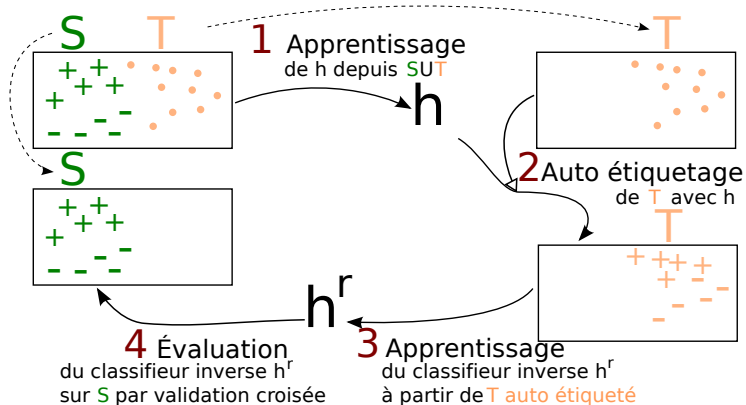 S T
1 Apprentissage
de h depuis SUT
h
T
2 Auto étiquetage
de T avec h
S
T
h^r
3 Apprentissage
du classifieur inverse h^r
à partir de T auto étiqueté
4 Évaluation
du classifieur inverse h^r
sur S par validation croisée